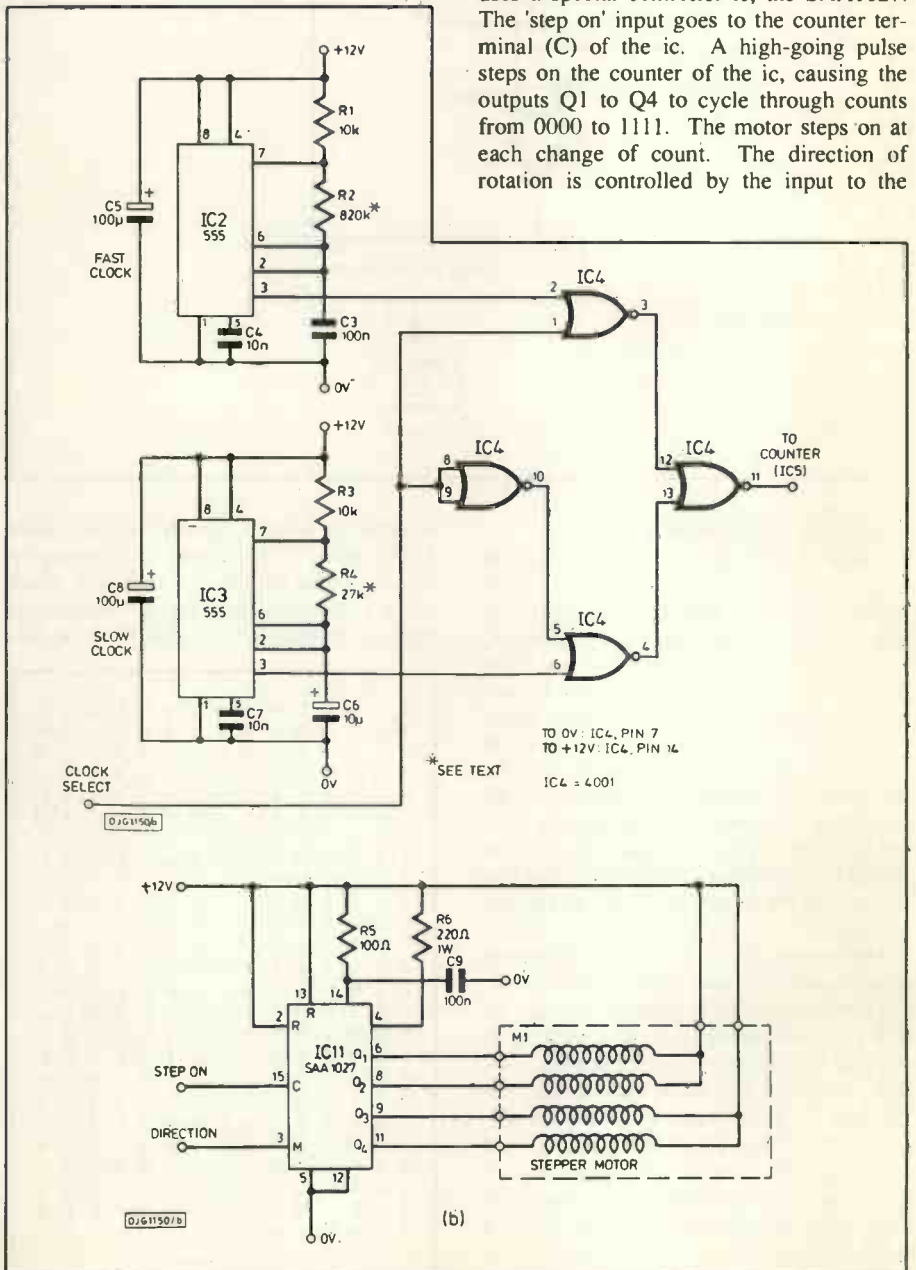 The 'step on' input goes to the counter ter-
minal (C) of the ic. A high-going pulse
steps on the counter of the ic, causing the
outputs Q1 to Q4 to cycle through counts
from 0000 to 1111. The motor steps on at
each change of count. The direction of
rotation is controlled by the input to the
+12V
R1
10k
8 4
7
R2
820k*
C5
100µ
+
IC2
555
FAST
CLOCK
6
2
3
1 5
C4
10n
C3
100n
0V
IC4
2
1
3
+12V
IC4
8
9
10
IC4
12
13
11
TO
COUNTER
(IC5)
R3
10k
8 4
7
R4
27k*
C8
100µ
+
IC3
555
SLOW
CLOCK
6
2
3
1 5
C7
10n
+
C6
10µ
0V
IC4
5
6
4
TO 0V: IC4, PIN 7
TO +12V: IC4, PIN 14
*SEE TEXT
IC4 = 4001
CLOCK
SELECT
DJG1150/b
+12V
R5
100Ω
R6
220Ω
1W
C9
100n
0V
13 14
R
2 R
4
IC11
SAA1027
M1
Q1 6
Q2 8
Q3 9
Q4 11
STEP ON
15 C
DIRECTION
3 M
5 12
STEPPER MOTOR
DJG1150/b
(b)
0V